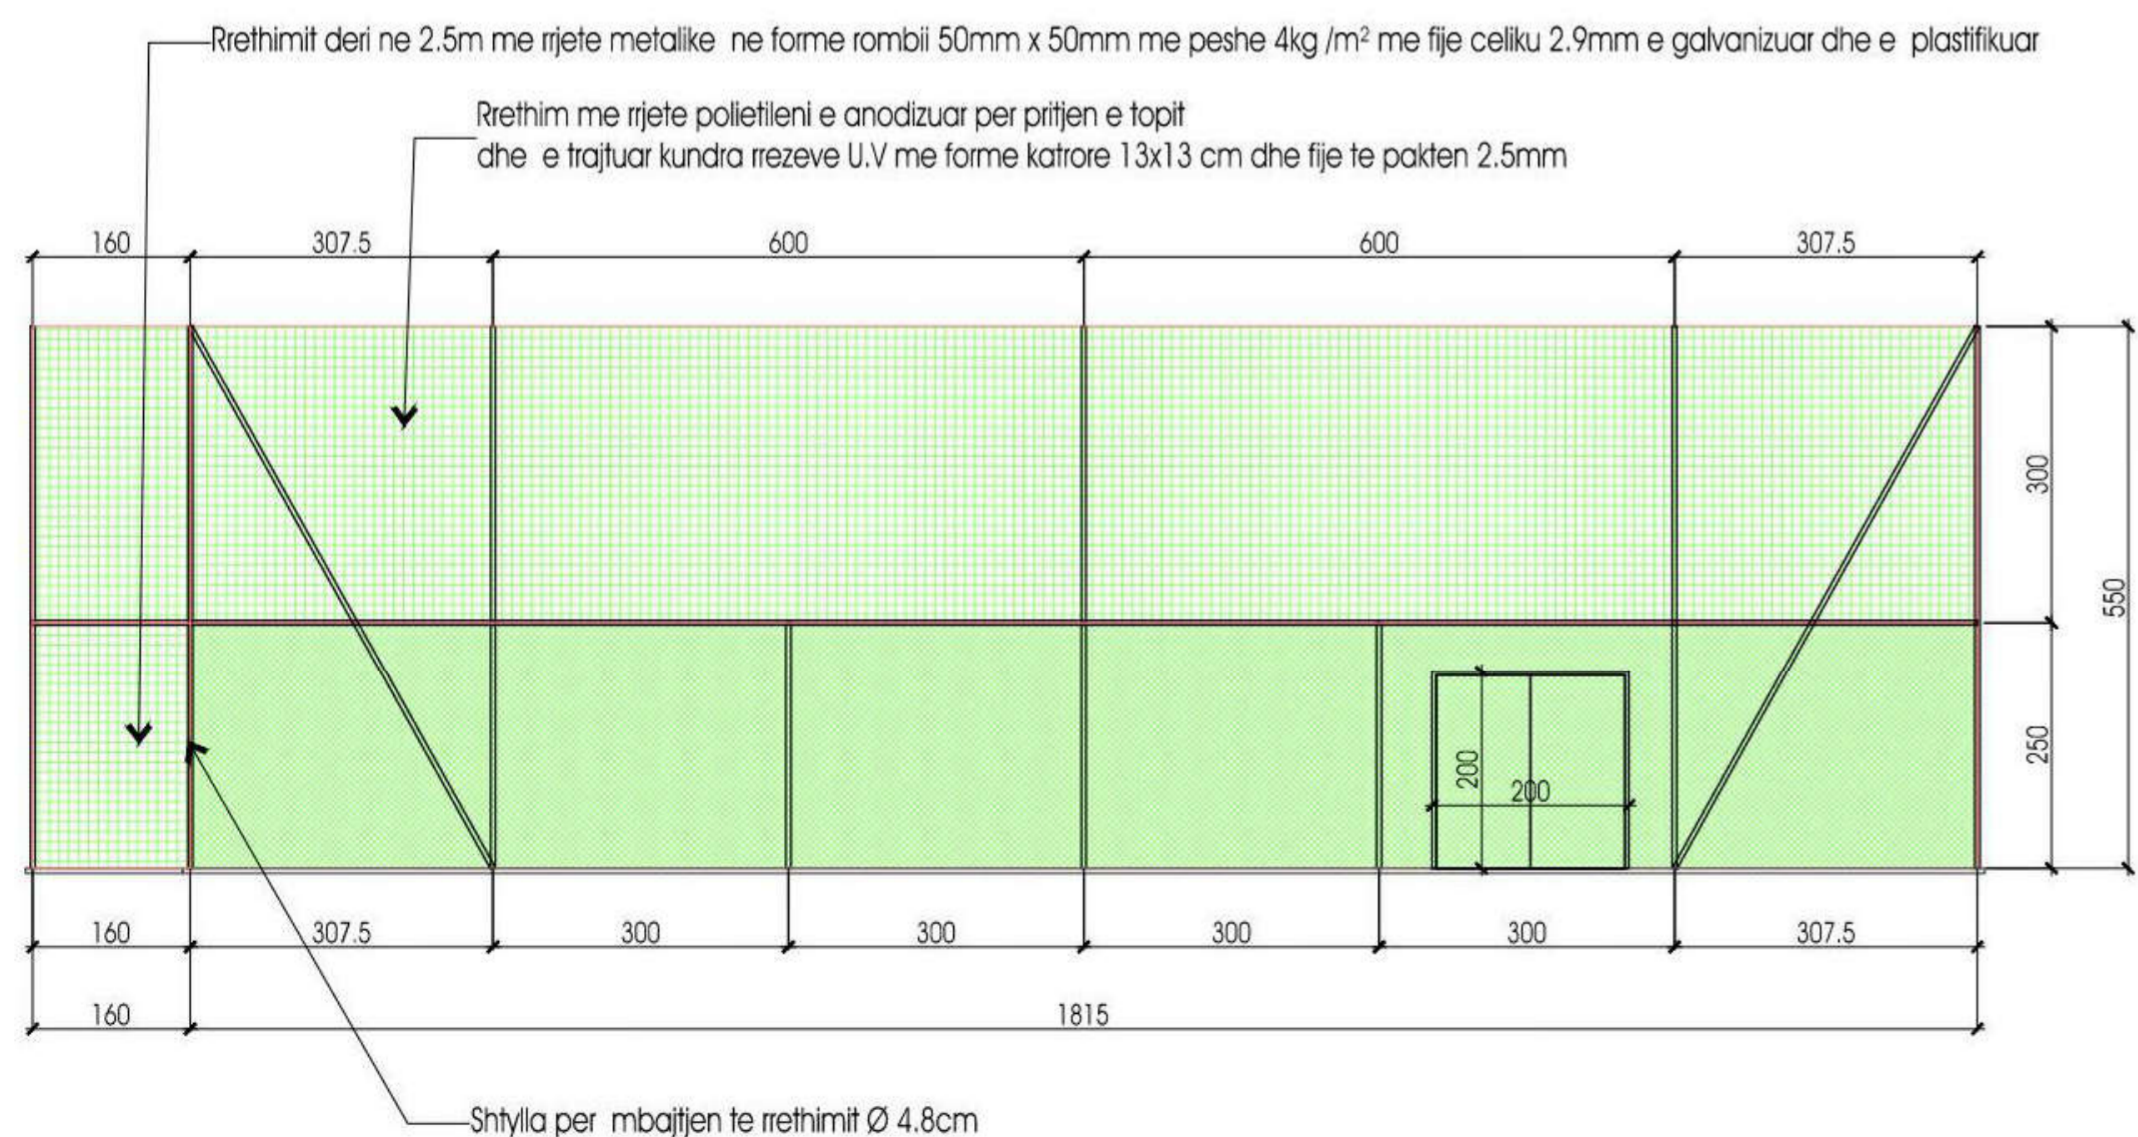 Rrethimit deri ne 2.5m me rrjete metalike ne forme rombii 50mm x 50mm me peshe 4kg /m² me fije celiku 2.9mm e galvanizuar dhe e plastifikuar
Rrethim me rrjete polietileni e anodizuar per pritjen e topit
dhe e trajtuar kundra rrezeve U.V me forme katrore 13x13 cm dhe fije te pakten 2.5mm
160 307.5 600 600 307.5
300
550
250
200
200
160 307.5 300 300 300 300 307.5
160 1815
Shtylla per mbajtjen te rrethimit Ø 4.8cm